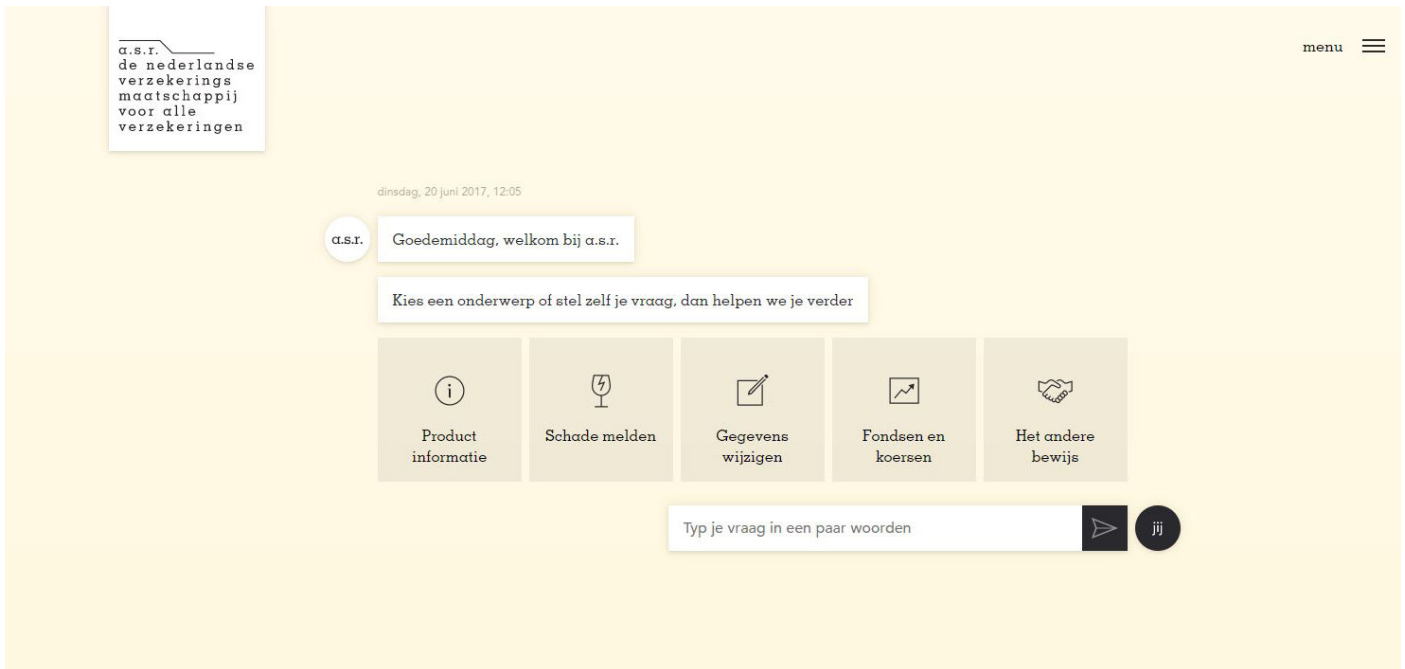 a.s.r.
de nederlandse
verzekerings
maatschappij
voor alle
verzekeringen
menu
dinsdag, 20 juni 2017, 12:05
a.s.r.
Goedemiddag, welkom bij a.s.r.
Kies een onderwerp of stel zelf je vraag, dan helpen we je verder
Product
informatie
Schade melden
Gegevens
wijzigen
Fondsen en
koersen
Het andere
bewijs
Typ je vraag in een paar woorden
jij